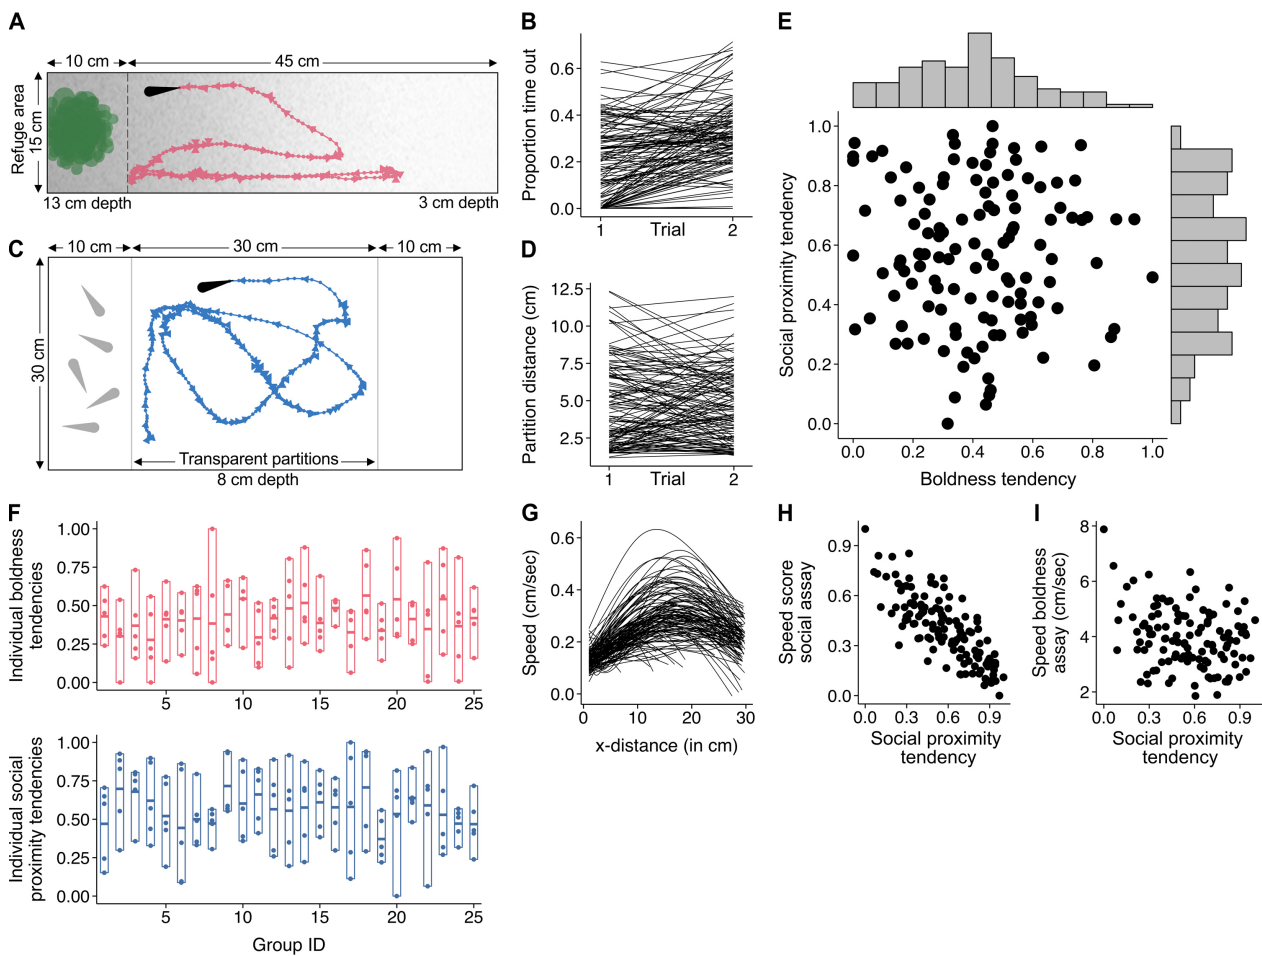 A
10 cm
45 cm
Refuge area
15 cm
13 cm depth
3 cm depth
B
Proportion time out
0.6
0.4
0.2
0.0
1
Trial
2
C
10 cm
30 cm
10 cm
30 cm
Transparent partitions
8 cm depth
D
Partition distance (cm)
12.5
10.0
7.5
5.0
2.5
1
Trial
2
E
Social proximity tendency
1.0
0.8
0.6
0.4
0.2
0.0
0.0
0.2
0.4
0.6
0.8
1.0
Boldness tendency
F
Individual boldness
tendencies
1.00
0.75
0.50
0.25
0.00
5
10
15
20
25
Individual social
proximity tendencies
1.00
0.75
0.50
0.25
0.00
5
10
15
20
25
Group ID
G
Speed (cm/sec)
0.6
0.4
0.2
0.0
0
10
20
30
x-distance (in cm)
H
Speed score
social assay
0.9
0.6
0.3
0.0
0.0
0.3
0.6
0.9
Social proximity
tendency
I
Speed boldness
assay (cm/sec)
8
6
4
2
0.0
0.3
0.6
0.9
Social proximity
tendency